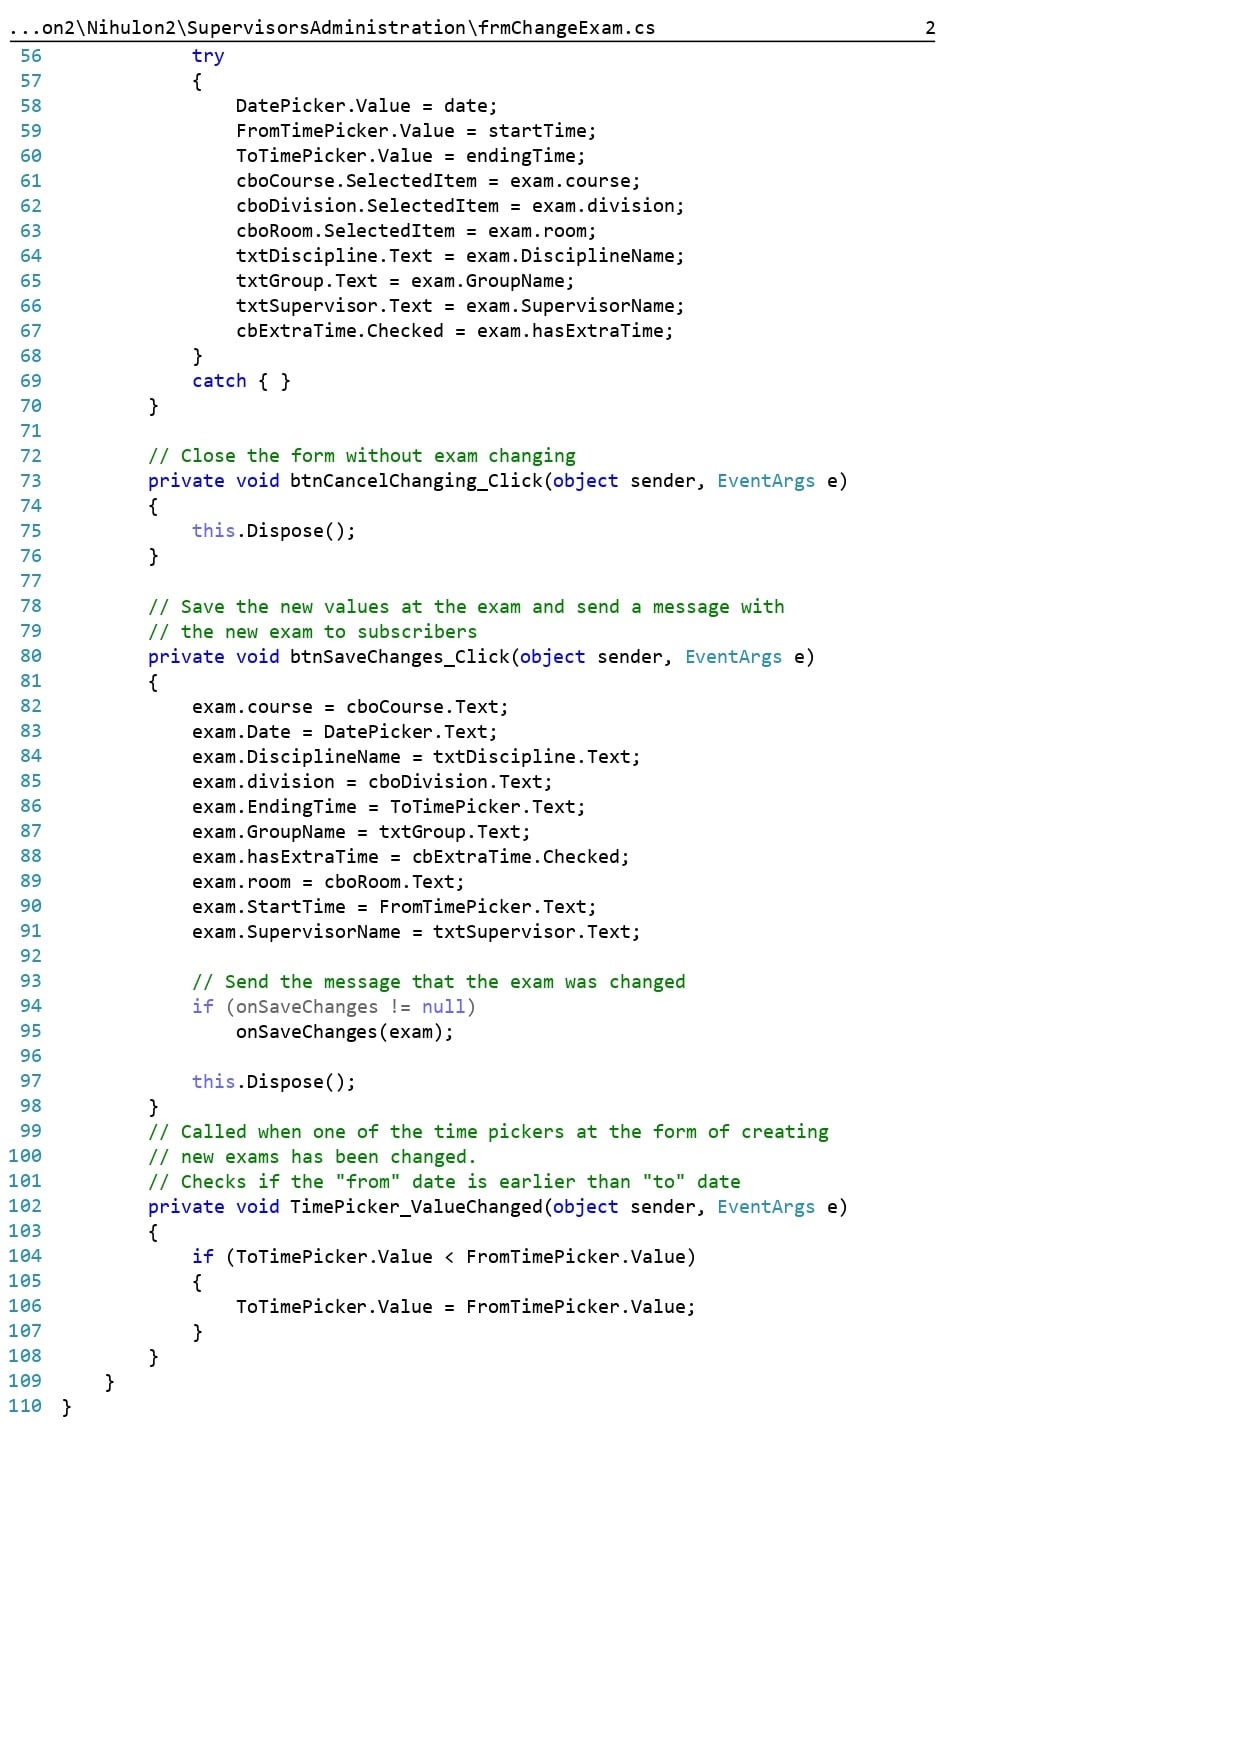 ...on2\Nihulon2\SupervisorsAdministration\frmChangeExam.cs 2
56 try
57 {
58 DatePicker.Value = date;
59 FromTimePicker.Value = startTime;
60 ToTimePicker.Value = endingTime;
61 cboCourse.SelectedItem = exam.course;
62 cboDivision.SelectedItem = exam.division;
63 cboRoom.SelectedItem = exam.room;
64 txtDiscipline.Text = exam.DisciplineName;
65 txtGroup.Text = exam.GroupName;
66 txtSupervisor.Text = exam.SupervisorName;
67 cbExtraTime.Checked = exam.hasExtraTime;
68 }
69 catch { }
70 }
71
72 // Close the form without exam changing
73 private void btnCancelChanging_Click(object sender, EventArgs e)
74 {
75 this.Dispose();
76 }
77
78 // Save the new values at the exam and send a message with
79 // the new exam to subscribers
80 private void btnSaveChanges_Click(object sender, EventArgs e)
81 {
82 exam.course = cboCourse.Text;
83 exam.Date = DatePicker.Text;
84 exam.DisciplineName = txtDiscipline.Text;
85 exam.division = cboDivision.Text;
86 exam.EndingTime = ToTimePicker.Text;
87 exam.GroupName = txtGroup.Text;
88 exam.hasExtraTime = cbExtraTime.Checked;
89 exam.room = cboRoom.Text;
90 exam.StartTime = FromTimePicker.Text;
91 exam.SupervisorName = txtSupervisor.Text;
92
93 // Send the message that the exam was changed
94 if (onSaveChanges != null)
95 onSaveChanges(exam);
96
97 this.Dispose();
98 }
99 // Called when one of the time pickers at the form of creating
100 // new exams has been changed.
101 // Checks if the "from" date is earlier than "to" date
102 private void TimePicker_ValueChanged(object sender, EventArgs e)
103 {
104 if (ToTimePicker.Value < FromTimePicker.Value)
105 {
106 ToTimePicker.Value = FromTimePicker.Value;
107 }
108 }
109 }
110 }